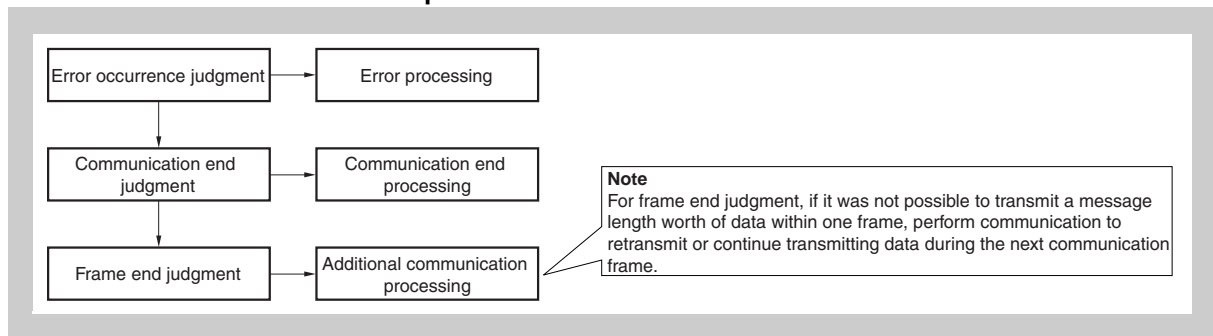 Error occurrence judgment
Error processing
Communication end
judgment
Communication end
processing
Frame end judgment
Additional communication
processing
Note
For frame end judgment, if it was not possible to transmit a message
length worth of data within one frame, perform communication to
retransmit or continue transmitting data during the next communication
frame.